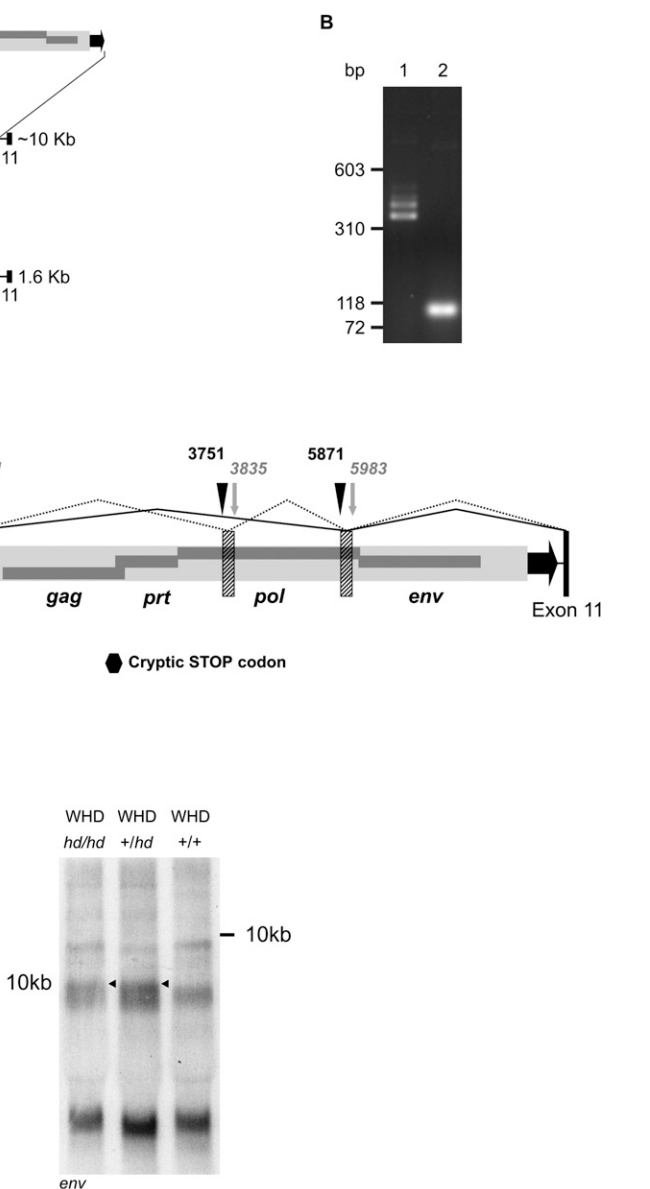 B
bp 1 2
~10 Kb
11
603
310
1.6 Kb
11
118
72
3751 5871
3835 5983
gag prt pol env
Exon 11
Cryptic STOP codon
WHD WHD WHD
hd/hd +/hd +/+
10kb
10kb
env